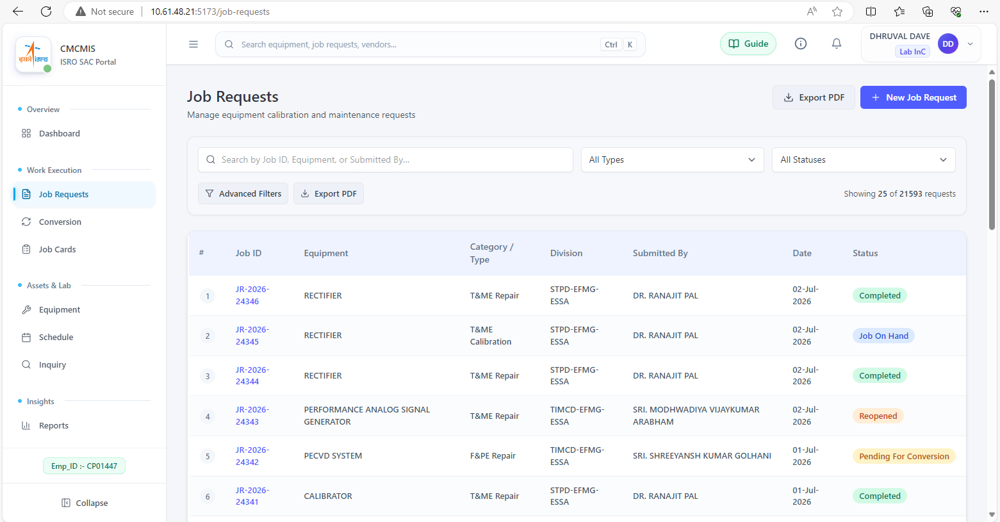 Not secure
10.61.48.21:5173/job-requests
इसरो isro
CMCMIS
ISRO SAC Portal
Search equipment, job requests, vendors...
Ctrl K
Guide
DHRUVAL DAVE
Lab InC
DD
Overview
Dashboard
Work Execution
Job Requests
Conversion
Job Cards
Assets & Lab
Equipment
Schedule
Inquiry
Insights
Reports
Emp_ID :- CP01447
Collapse
Job Requests
Manage equipment calibration and maintenance requests
Export PDF
+ New Job Request
Search by Job ID, Equipment, or Submitted By...
All Types
All Statuses
Advanced Filters
Export PDF
Showing 25 of 21593 requests
# Job ID Equipment Category / Type Division Submitted By Date Status
1 JR-2026-24346 RECTIFIER T&ME Repair STPD-EFMG-ESSA DR. RANAJIT PAL 02-Jul-2026 Completed
2 JR-2026-24345 RECTIFIER T&ME Calibration STPD-EFMG-ESSA DR. RANAJIT PAL 02-Jul-2026 Job On Hand
3 JR-2026-24344 RECTIFIER T&ME Repair STPD-EFMG-ESSA DR. RANAJIT PAL 02-Jul-2026 Completed
4 JR-2026-24343 PERFORMANCE ANALOG SIGNAL GENERATOR T&ME Repair TIMCD-EFMG-ESSA SRI. MODHWADIYA VIJAYKUMAR ARABHAM 02-Jul-2026 Reopened
5 JR-2026-24342 PECVD SYSTEM F&PE Repair TIMCD-EFMG-ESSA SRI. SHREEYANSH KUMAR GOLHANI 01-Jul-2026 Pending For Conversion
6 JR-2026-24341 CALIBRATOR T&ME Repair STPD-EFMG-ESSA DR. RANAJIT PAL 01-Jul-2026 Completed